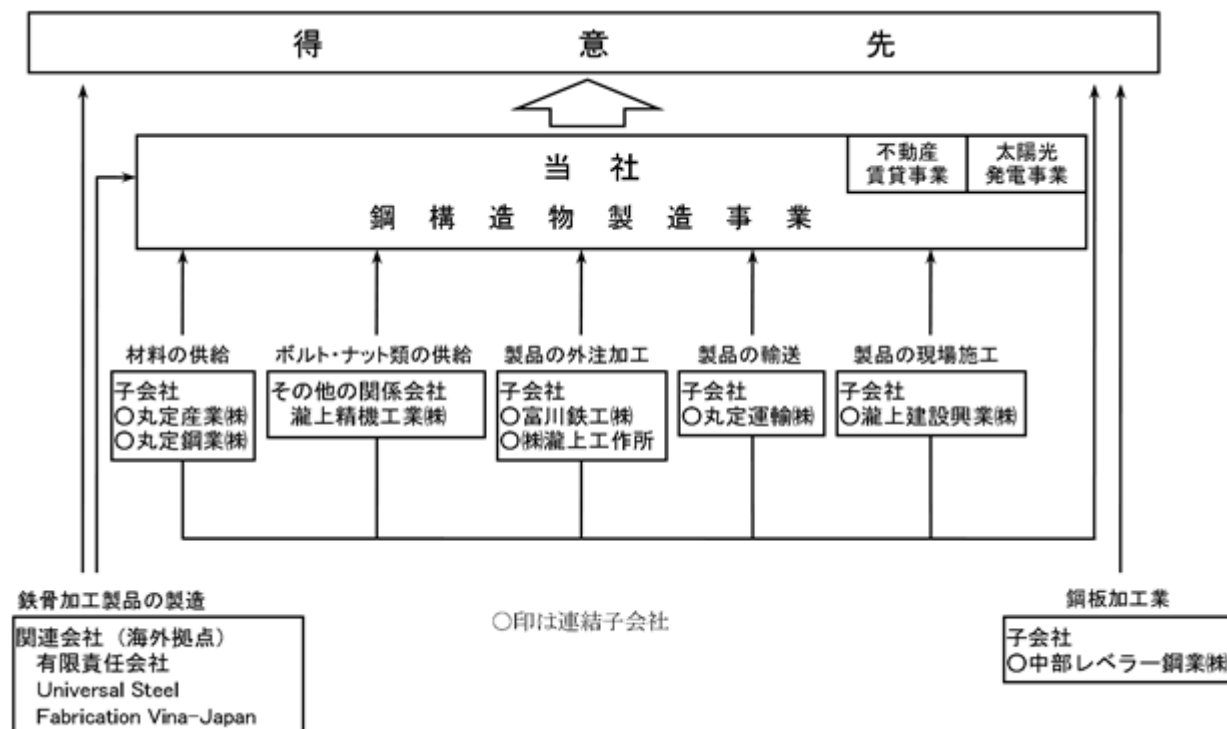 得意先
当社
不動産
賃貸事業
太陽光
発電事業
鋼構造物製造事業
材料の供給
子会社
○丸定産業㈱
○丸定鋼業㈱
ボルト・ナット類の供給
その他の関係会社
瀧上精機工業㈱
製品の外注加工
子会社
○富川鉄工㈱
○㈱瀧上工作所
製品の輸送
子会社
○丸定運輸㈱
製品の現場施工
子会社
○瀧上建設興業㈱
鉄骨加工製品の製造
関連会社（海外拠点）
有限責任会社
Universal Steel
Fabrication Vina-Japan
○印は連結子会社
鋼板加工業
子会社
○中部レベラー鋼業㈱